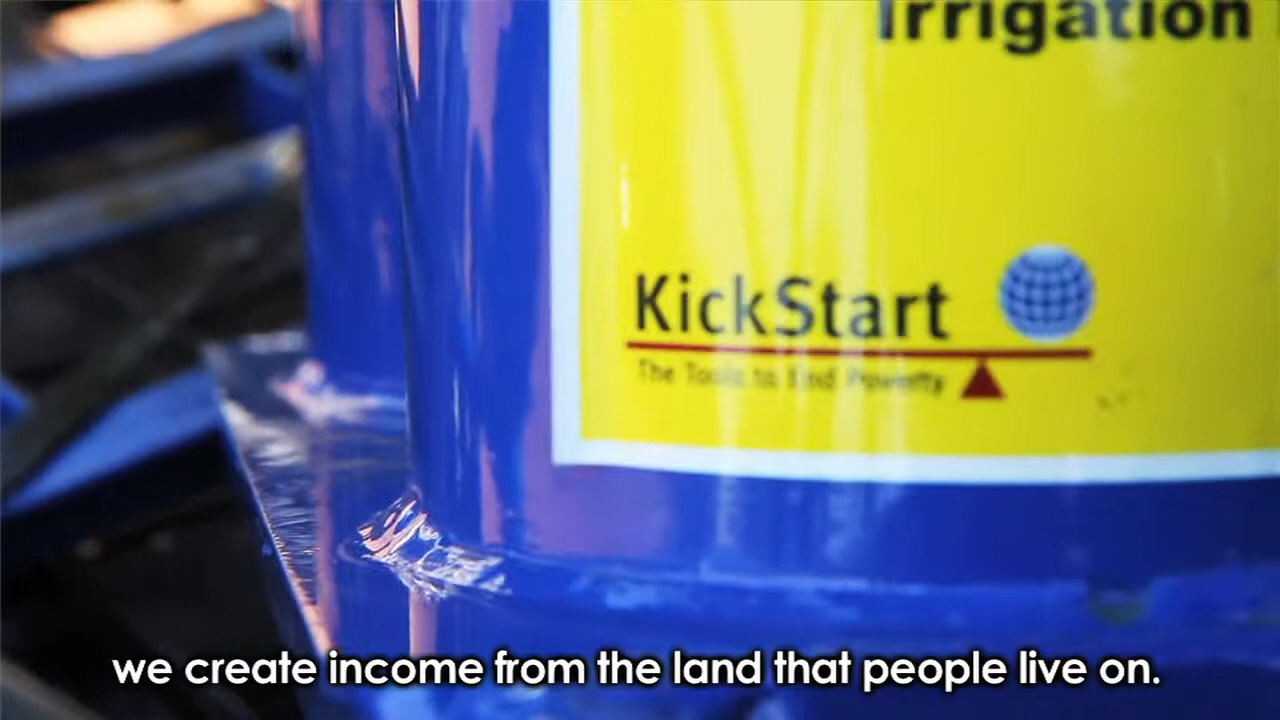 Irrigation
KickStart
The Tools to End Poverty
we create income from the land that people live on.